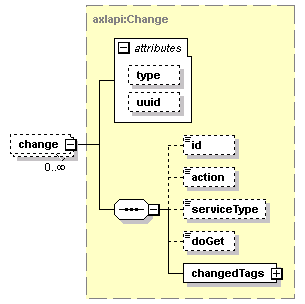 axlapi:Change
attributes
type
uuid
change
0..∞
id
action
serviceType
doGet
changedTags